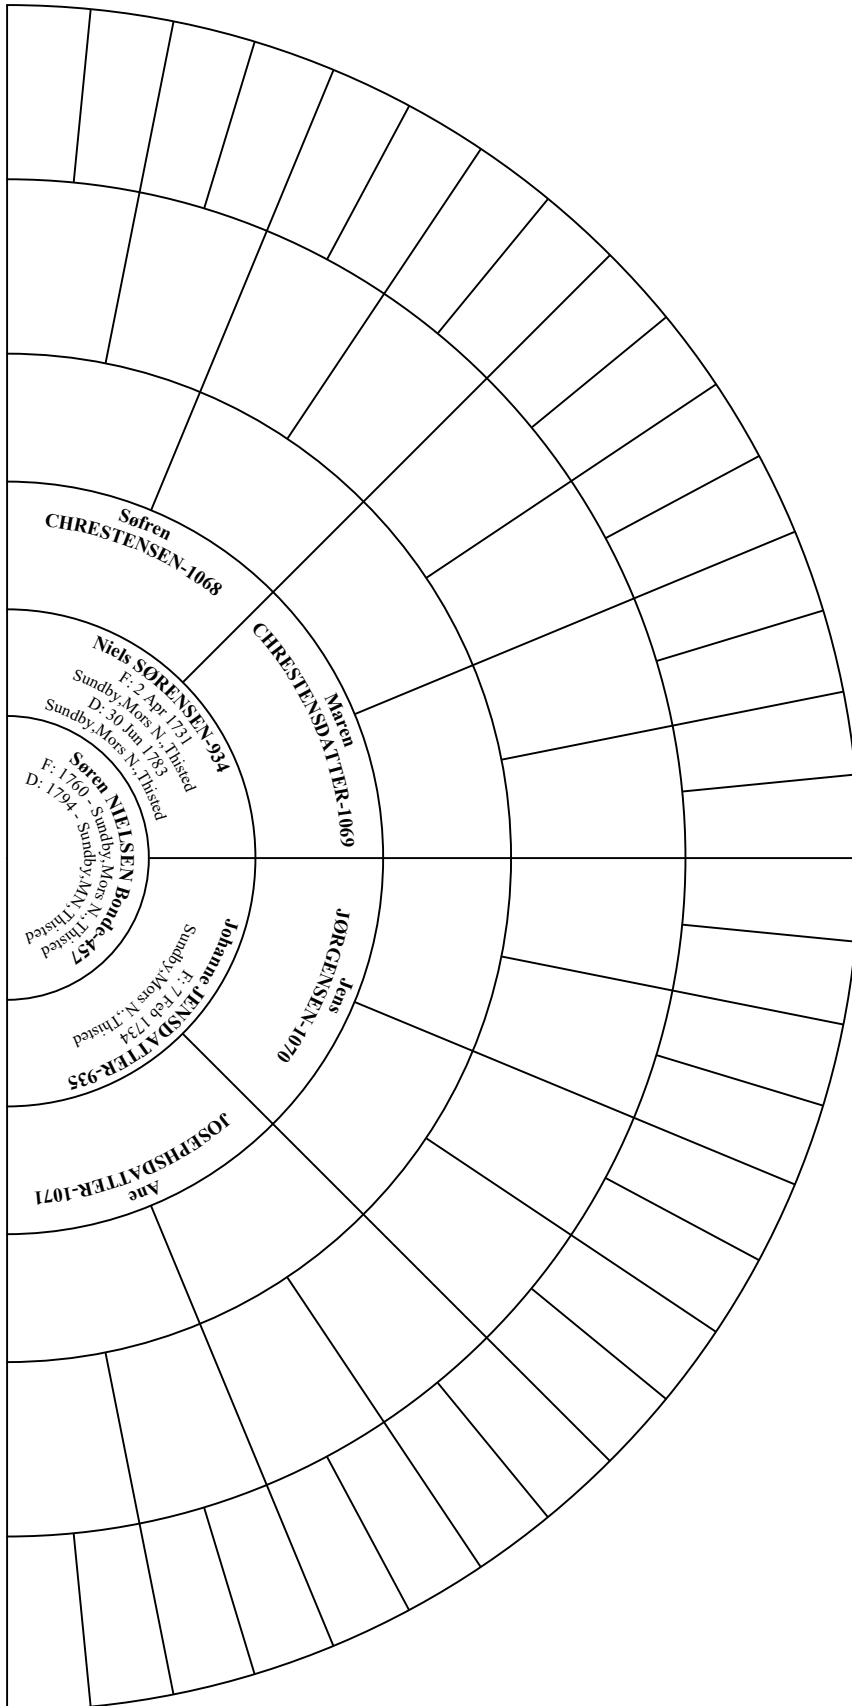 Søfren
CHRESTENSEN-1068
Maren
CHRESTENSDATTER-1069
Niels SØRENSEN-934
F: 2 Apr 1731
Sundby,Mors N.,Thisted
D: 30 Jun 1783
Sundby,Mors N.,Thisted
Søren NIELSEN Bonde-457
F: 1760 - Sundby,Mors N., Thisted
D: 1794 - Sundby,MN,Thisted
Johanne JENSDATTER-935
F: 7 Feb 1734
Sundby,Mors N.,Thisted
Jens
JØRGENSEN-1070
Ane
JOSEPHSDATTER-1071